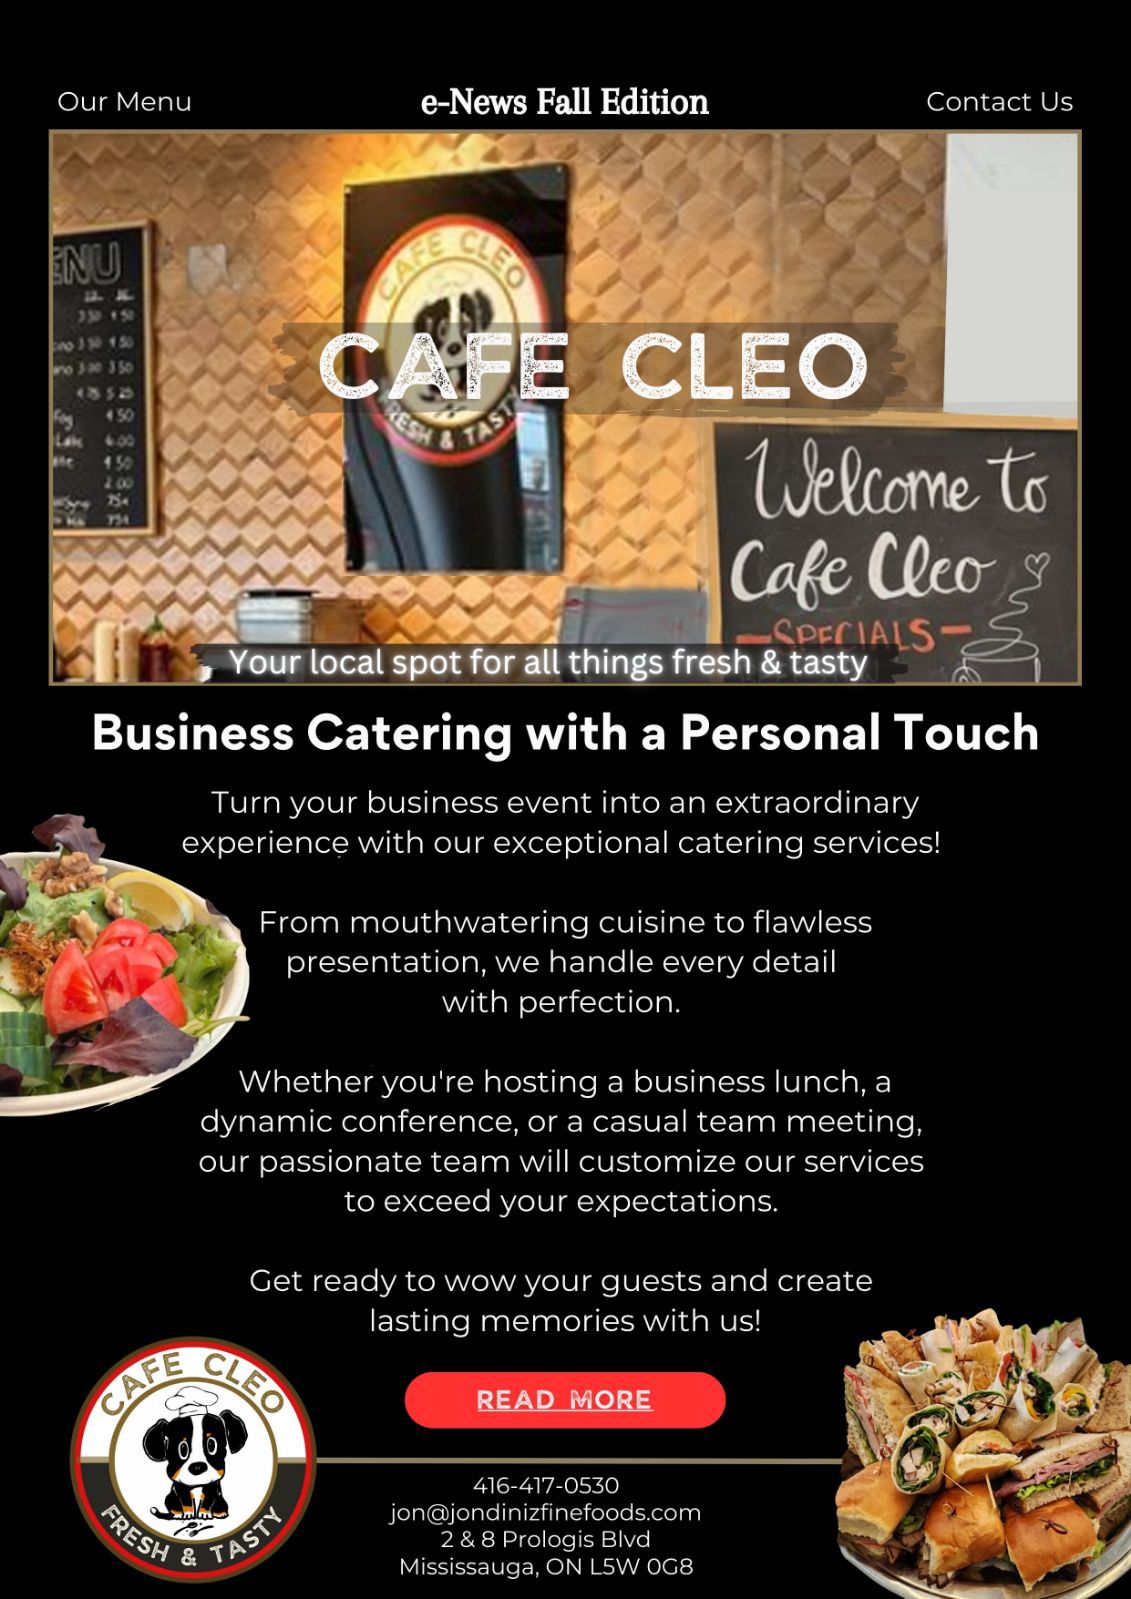 Our Menu
e-News Fall Edition
Contact Us
ENU
CAFE CLEO
CAFE CLEO
FRESH & TASTY
Welcome to
Cafe Cleo
SPECIALS
Your local spot for all things fresh & tasty
Business Catering with a Personal Touch
Turn your business event into an extraordinary
experience with our exceptional catering services!
From mouthwatering cuisine to flawless
presentation, we handle every detail
with perfection.
Whether you're hosting a business lunch, a
dynamic conference, or a casual team meeting,
our passionate team will customize our services
to exceed your expectations.
Get ready to wow your guests and create
lasting memories with us!
READ MORE
CAFE CLEO
FRESH & TASTY
416-417-0530
jon@jondinizfinefoods.com
2 & 8 Prologis Blvd
Mississauga, ON L5W 0G8